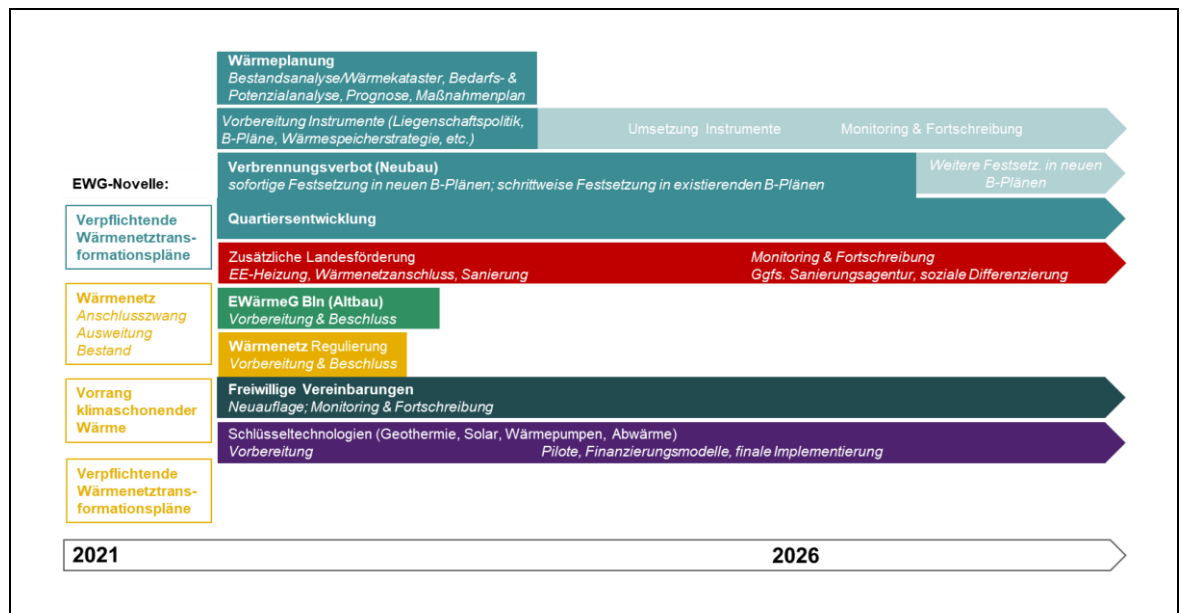 Wärmeplanung
Bestandsanalyse/Wärmekataster, Bedarfs- &
Potenzialanalyse, Prognose, Maßnahmenplan
Vorbereitung Instrumente (Liegenschaftspolitik,
B-Pläne, Wärmespeicherstrategie, etc.)
Umsetzung Instrumente
Monitoring & Fortschreibung
Verbrennungsverbot (Neubau)
sofortige Festsetzung in neuen B-Plänen; schrittweise Festsetzung in existierenden B-Plänen
Weitere Festsetz. in neuen
B-Plänen
EWG-Novelle:
Verpflichtende
Wärmenetztrans-
formationspläne
Quartiersentwicklung
Zusätzliche Landesförderung
EE-Heizung, Wärmenetzanschluss, Sanierung
Monitoring & Fortschreibung
Ggfs. Sanierungsagentur, soziale Differenzierung
Wärmenetz
Anschlusszwang
Ausweitung
Bestand
EWärmeG Bln (Altbau)
Vorbereitung & Beschluss
Wärmenetz Regulierung
Vorbereitung & Beschluss
Vorrang
klimaschonender
Wärme
Freiwillige Vereinbarungen
Neuauflage; Monitoring & Fortschreibung
Schlüsseltechnologien (Geothermie, Solar, Wärmepumpen, Abwärme)
Vorbereitung
Pilote, Finanzierungsmodelle, finale Implementierung
Verpflichtende
Wärmenetztrans-
formationspläne
2021
2026